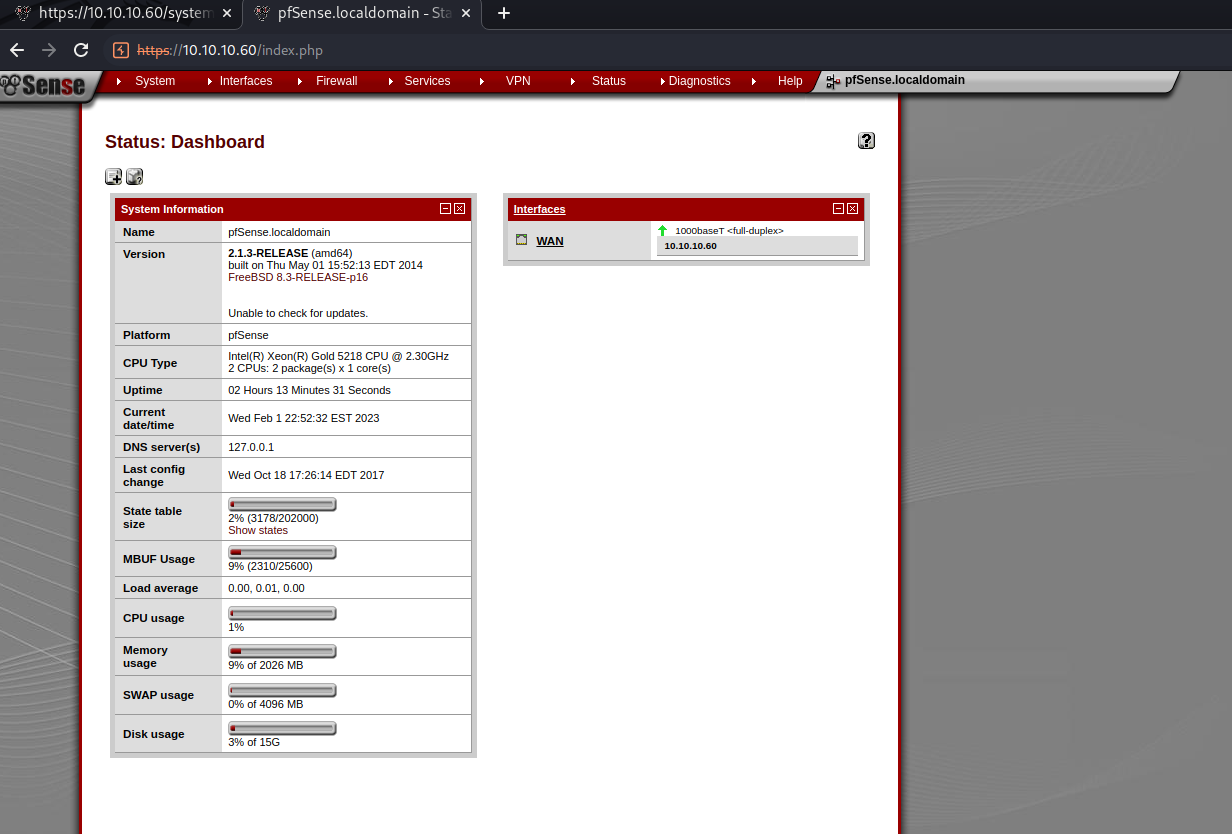 https://10.10.10.60/system
pfSense.localdomain - Sta
https://10.10.10.60/index.php
Sense
System
Interfaces
Firewall
Services
VPN
Status
Diagnostics
Help
pfSense.localdomain
Status: Dashboard
System Information
Name
pfSense.localdomain
Version
2.1.3-RELEASE (amd64)
built on Thu May 01 15:52:13 EDT 2014
FreeBSD 8.3-RELEASE-p16
Unable to check for updates.
Platform
pfSense
CPU Type
Intel(R) Xeon(R) Gold 5218 CPU @ 2.30GHz
2 CPUs: 2 package(s) x 1 core(s)
Uptime
02 Hours 13 Minutes 31 Seconds
Current
date/time
Wed Feb 1 22:52:32 EST 2023
DNS server(s)
127.0.0.1
Last config
change
Wed Oct 18 17:26:14 EDT 2017
State table
size
2% (3178/202000)
Show states
MBUF Usage
9% (2310/25600)
Load average
0.00, 0.01, 0.00
CPU usage
1%
Memory
usage
9% of 2026 MB
SWAP usage
0% of 4096 MB
Disk usage
3% of 15G
Interfaces
WAN
1000baseT <full-duplex>
10.10.10.60